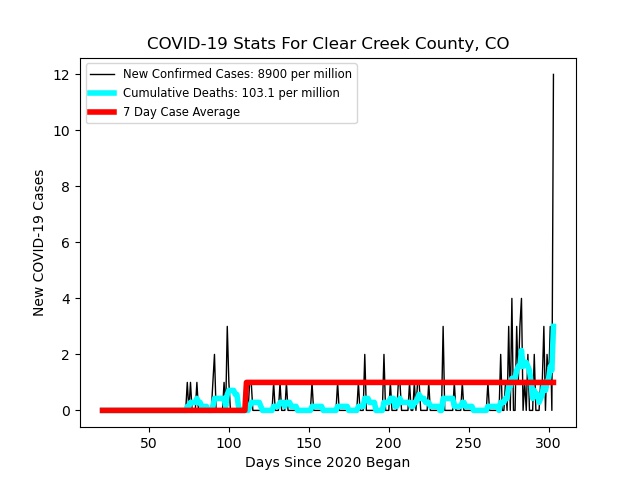 COVID-19 Stats For Clear Creek County, CO
New Confirmed Cases: 8900 per million
Cumulative Deaths: 103.1 per million
7 Day Case Average
New COVID-19 Cases
12
10
8
6
4
2
0
50 100 150 200 250 300
Days Since 2020 Began